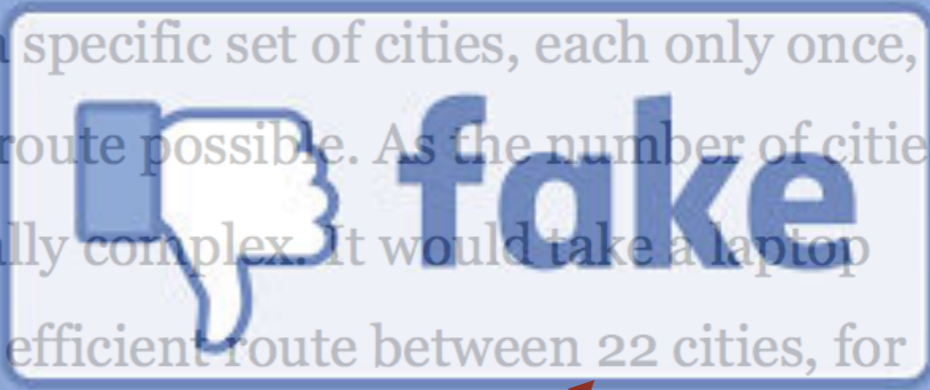 specific set of cities, each only once,
fake
route possible. As the number of citie
lly complex. It would take a laptop
efficient route between 22 cities, for